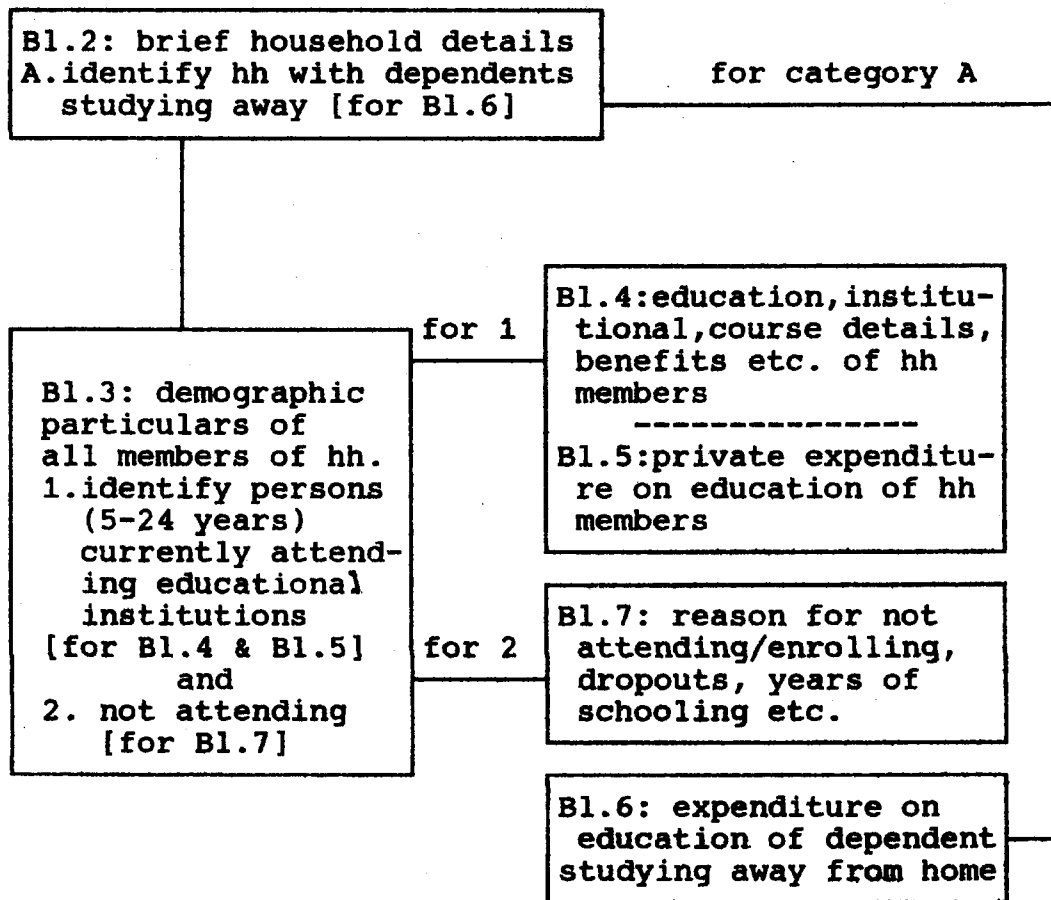 Bl.2: brief household details
A.identify hh with dependents
studying away [for Bl.6]
for category A
Bl.3: demographic
particulars of
all members of hh.
1.identify persons
(5-24 years)
currently attend-
ing educational
institutions
[for Bl.4 & Bl.5]
and
2. not attending
[for Bl.7]
for 1
Bl.4:education,institu-
tional,course details,
benefits etc. of hh
members
---------------
Bl.5:private expenditu-
re on education of hh
members
for 2
Bl.7: reason for not
attending/enrolling,
dropouts, years of
schooling etc.
Bl.6: expenditure on
education of dependent
studying away from home